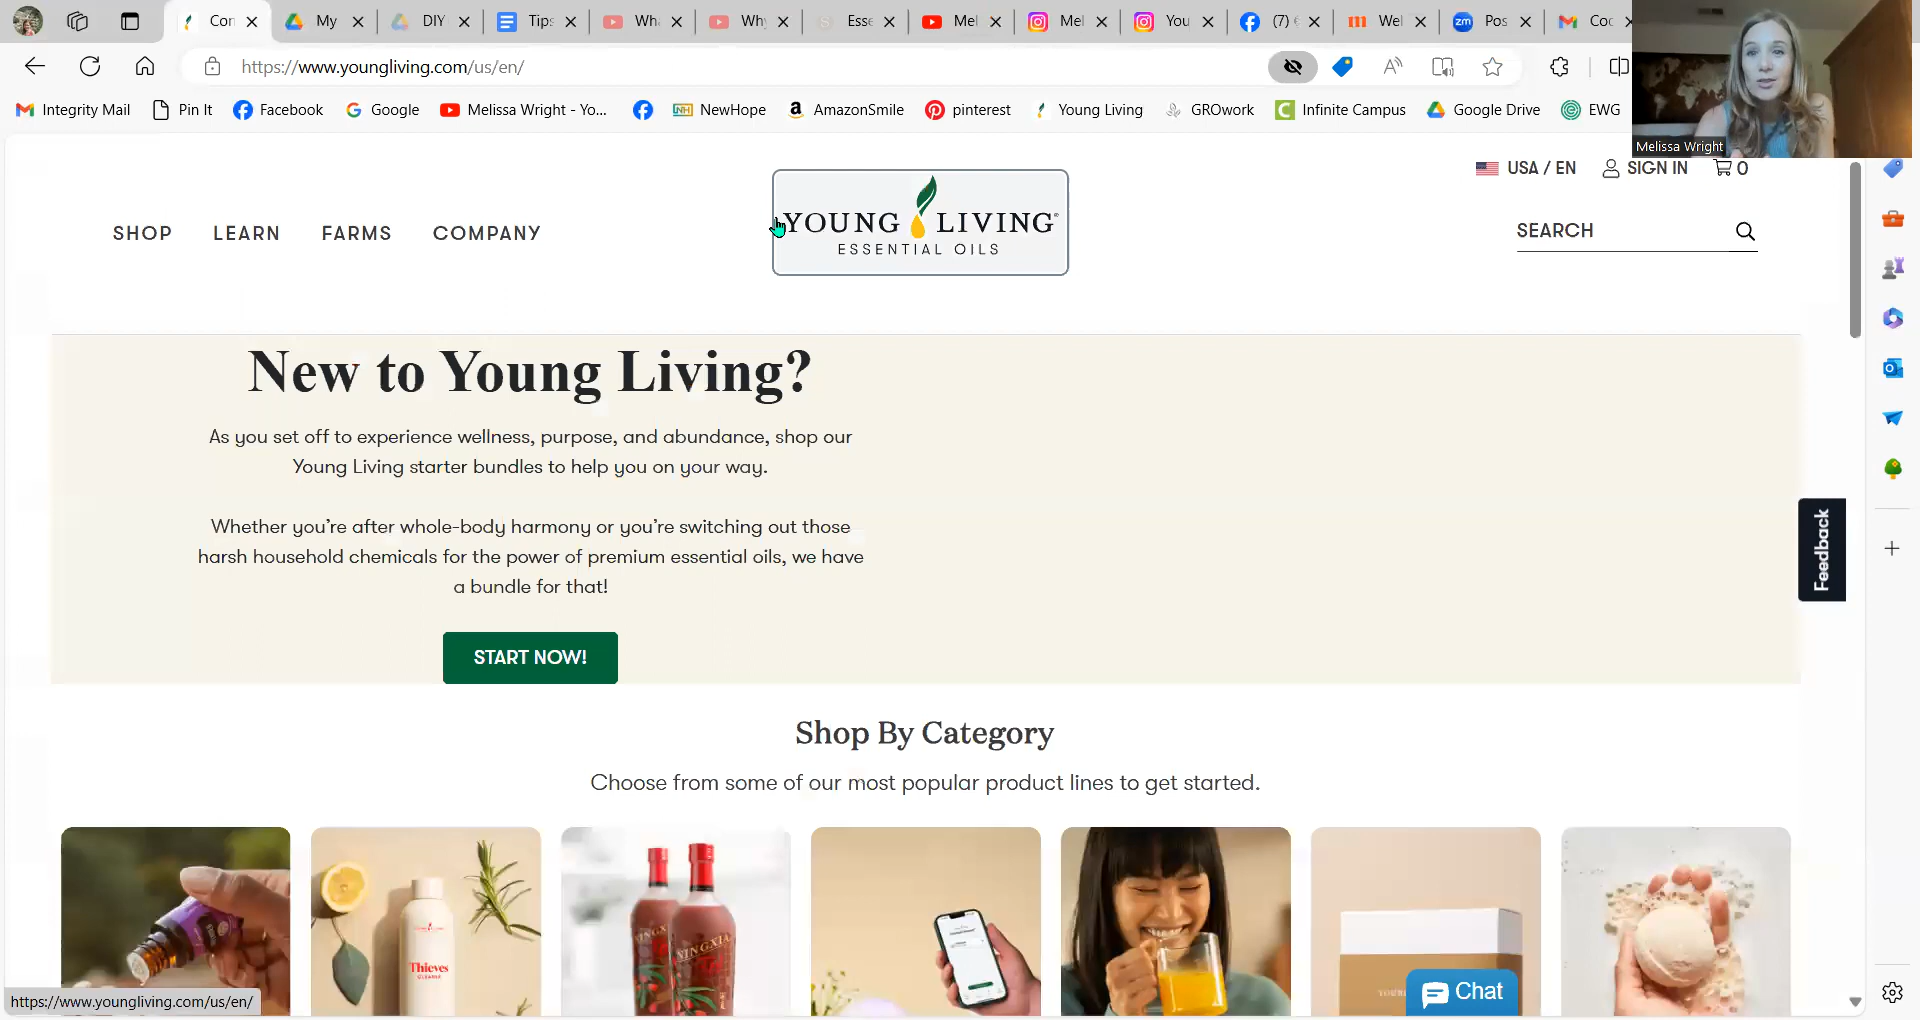 Con
My
DIY
Tips
Wha
Why
Esse
Mel
Mel
You
(7)
Wel
zm
Pos
Coc
https://www.youngliving.com/us/en/
Integrity Mail
Pin It
Facebook
Google
Melissa Wright - Yo...
NewHope
AmazonSmile
pinterest
Young Living
GROwork
Infinite Campus
Google Drive
EWG
Melissa Wright
USA / EN
SIGN IN
0
SHOP
LEARN
FARMS
COMPANY
YOUNG LIVING®
ESSENTIAL OILS
SEARCH
New to Young Living?
As you set off to experience wellness, purpose, and abundance, shop our
Young Living starter bundles to help you on your way.
Whether you’re after whole-body harmony or you’re switching out those
harsh household chemicals for the power of premium essential oils, we have
a bundle for that!
START NOW!
Feedback
Shop By Category
Choose from some of our most popular product lines to get started.
Thieves
CLEANER
NINGXIA
Chat
https://www.youngliving.com/us/en/